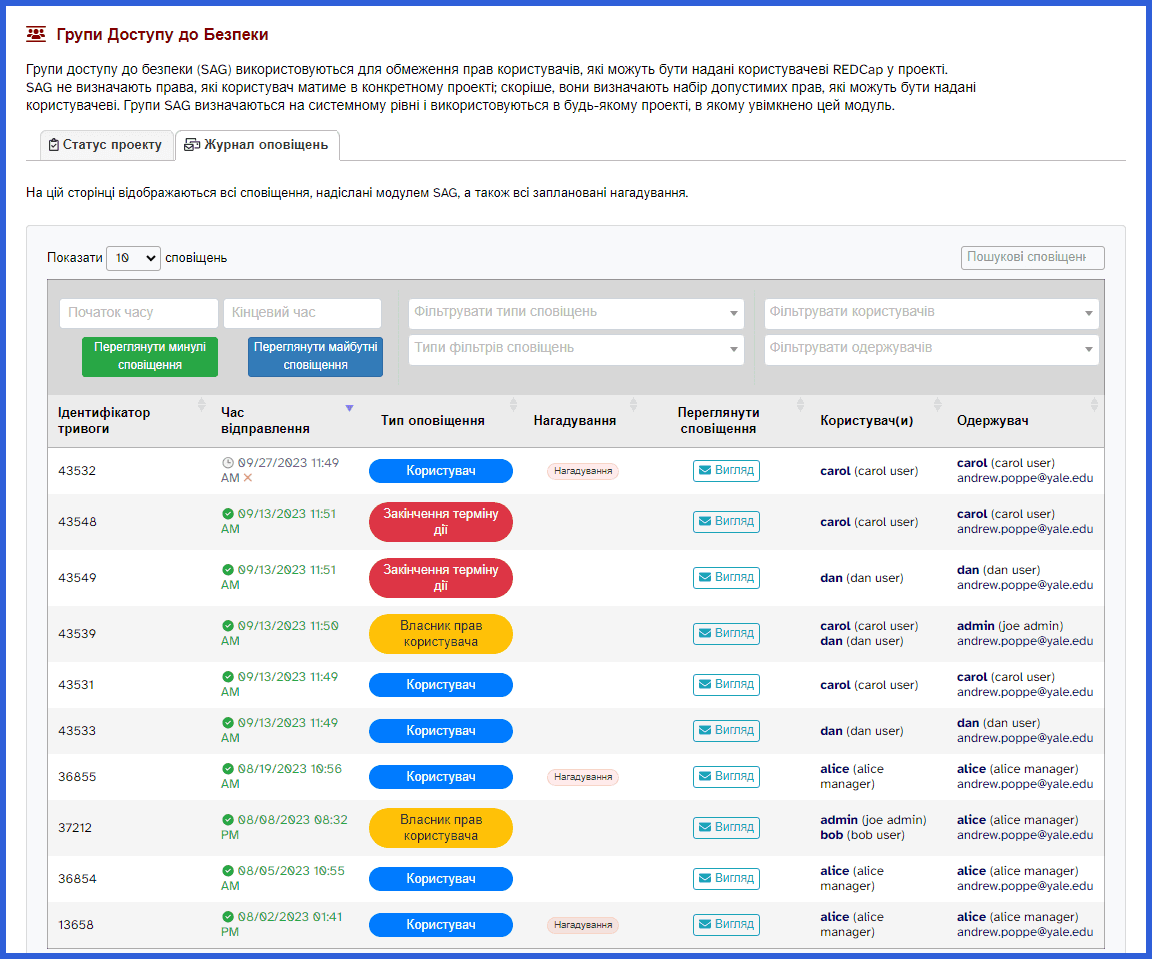 Групи Доступу до Безпеки
Групи доступу до безпеки (SAG) використовуються для обмеження прав користувачів, які можуть бути надані користувачеві REDCap у проекті.
SAG не визначають права, які користувач матиме в конкретному проекті; скоріше, вони визначають набір допустимих прав, які можуть бути надані
користувачеві. Групи SAG визначаються на системному рівні і використовуються в будь-якому проекті, в якому увімкнено цей модуль.
Статус проекту
Журнал оповіщень
На цій сторінці відображаються всі сповіщення, надіслані модулем SAG, а також всі заплановані нагадування.
Показати 10 сповіщень
Пошукові сповіщенн
Початок часу
Кінцевий час
Фільтрувати типи сповіщень
Фільтрувати користувачів
Переглянути минулі
сповіщення
Переглянути майбутні
сповіщення
Типи фільтрів сповіщень
Фільтрувати одержувачів
Ідентифікатор
тривоги
Час
відправлення
Тип оповіщення
Нагадування
Переглянути
сповіщення
Користувач(и)
Одержувач
43532
09/27/2023 11:49
AM
Користувач
Нагадування
Вигляд
carol (carol user)
carol (carol user)
andrew.poppe@yale.edu
43548
09/13/2023 11:51
AM
Закінчення терміну
дії
Вигляд
carol (carol user)
carol (carol user)
andrew.poppe@yale.edu
43549
09/13/2023 11:51
AM
Закінчення терміну
дії
Вигляд
dan (dan user)
dan (dan user)
andrew.poppe@yale.edu
43539
09/13/2023 11:50
AM
Власник прав
користувача
Вигляд
carol (carol user)
dan (dan user)
admin (joe admin)
andrew.poppe@yale.edu
43531
09/13/2023 11:49
AM
Користувач
Вигляд
carol (carol user)
carol (carol user)
andrew.poppe@yale.edu
43533
09/13/2023 11:49
AM
Користувач
Вигляд
dan (dan user)
dan (dan user)
andrew.poppe@yale.edu
36855
08/19/2023 10:56
AM
Користувач
Нагадування
Вигляд
alice (alice
manager)
alice (alice manager)
andrew.poppe@yale.edu
37212
08/08/2023 08:32
PM
Власник прав
користувача
Вигляд
admin (joe admin)
bob (bob user)
alice (alice manager)
andrew.poppe@yale.edu
36854
08/05/2023 10:55
AM
Користувач
Вигляд
alice (alice
manager)
alice (alice manager)
andrew.poppe@yale.edu
13658
08/02/2023 01:41
PM
Користувач
Нагадування
Вигляд
alice (alice
manager)
alice (alice manager)
andrew.poppe@yale.edu